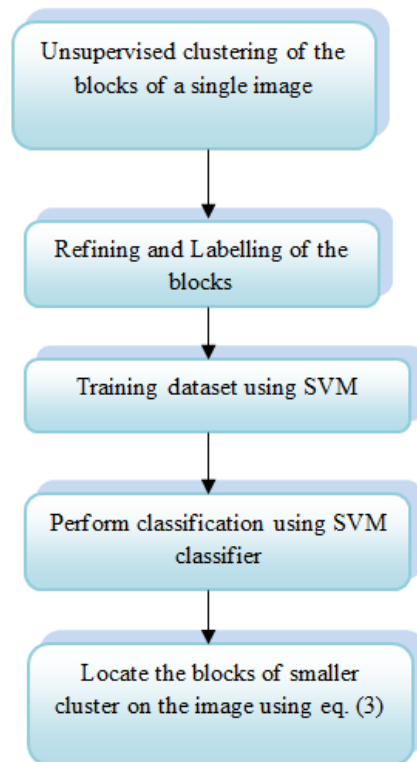 Unsupervised clustering of the
blocks of a single image
Refining and Labelling of the
blocks
Training dataset using SVM
Perform classification using SVM
classifier
Locate the blocks of smaller
cluster on the image using eq. (3)